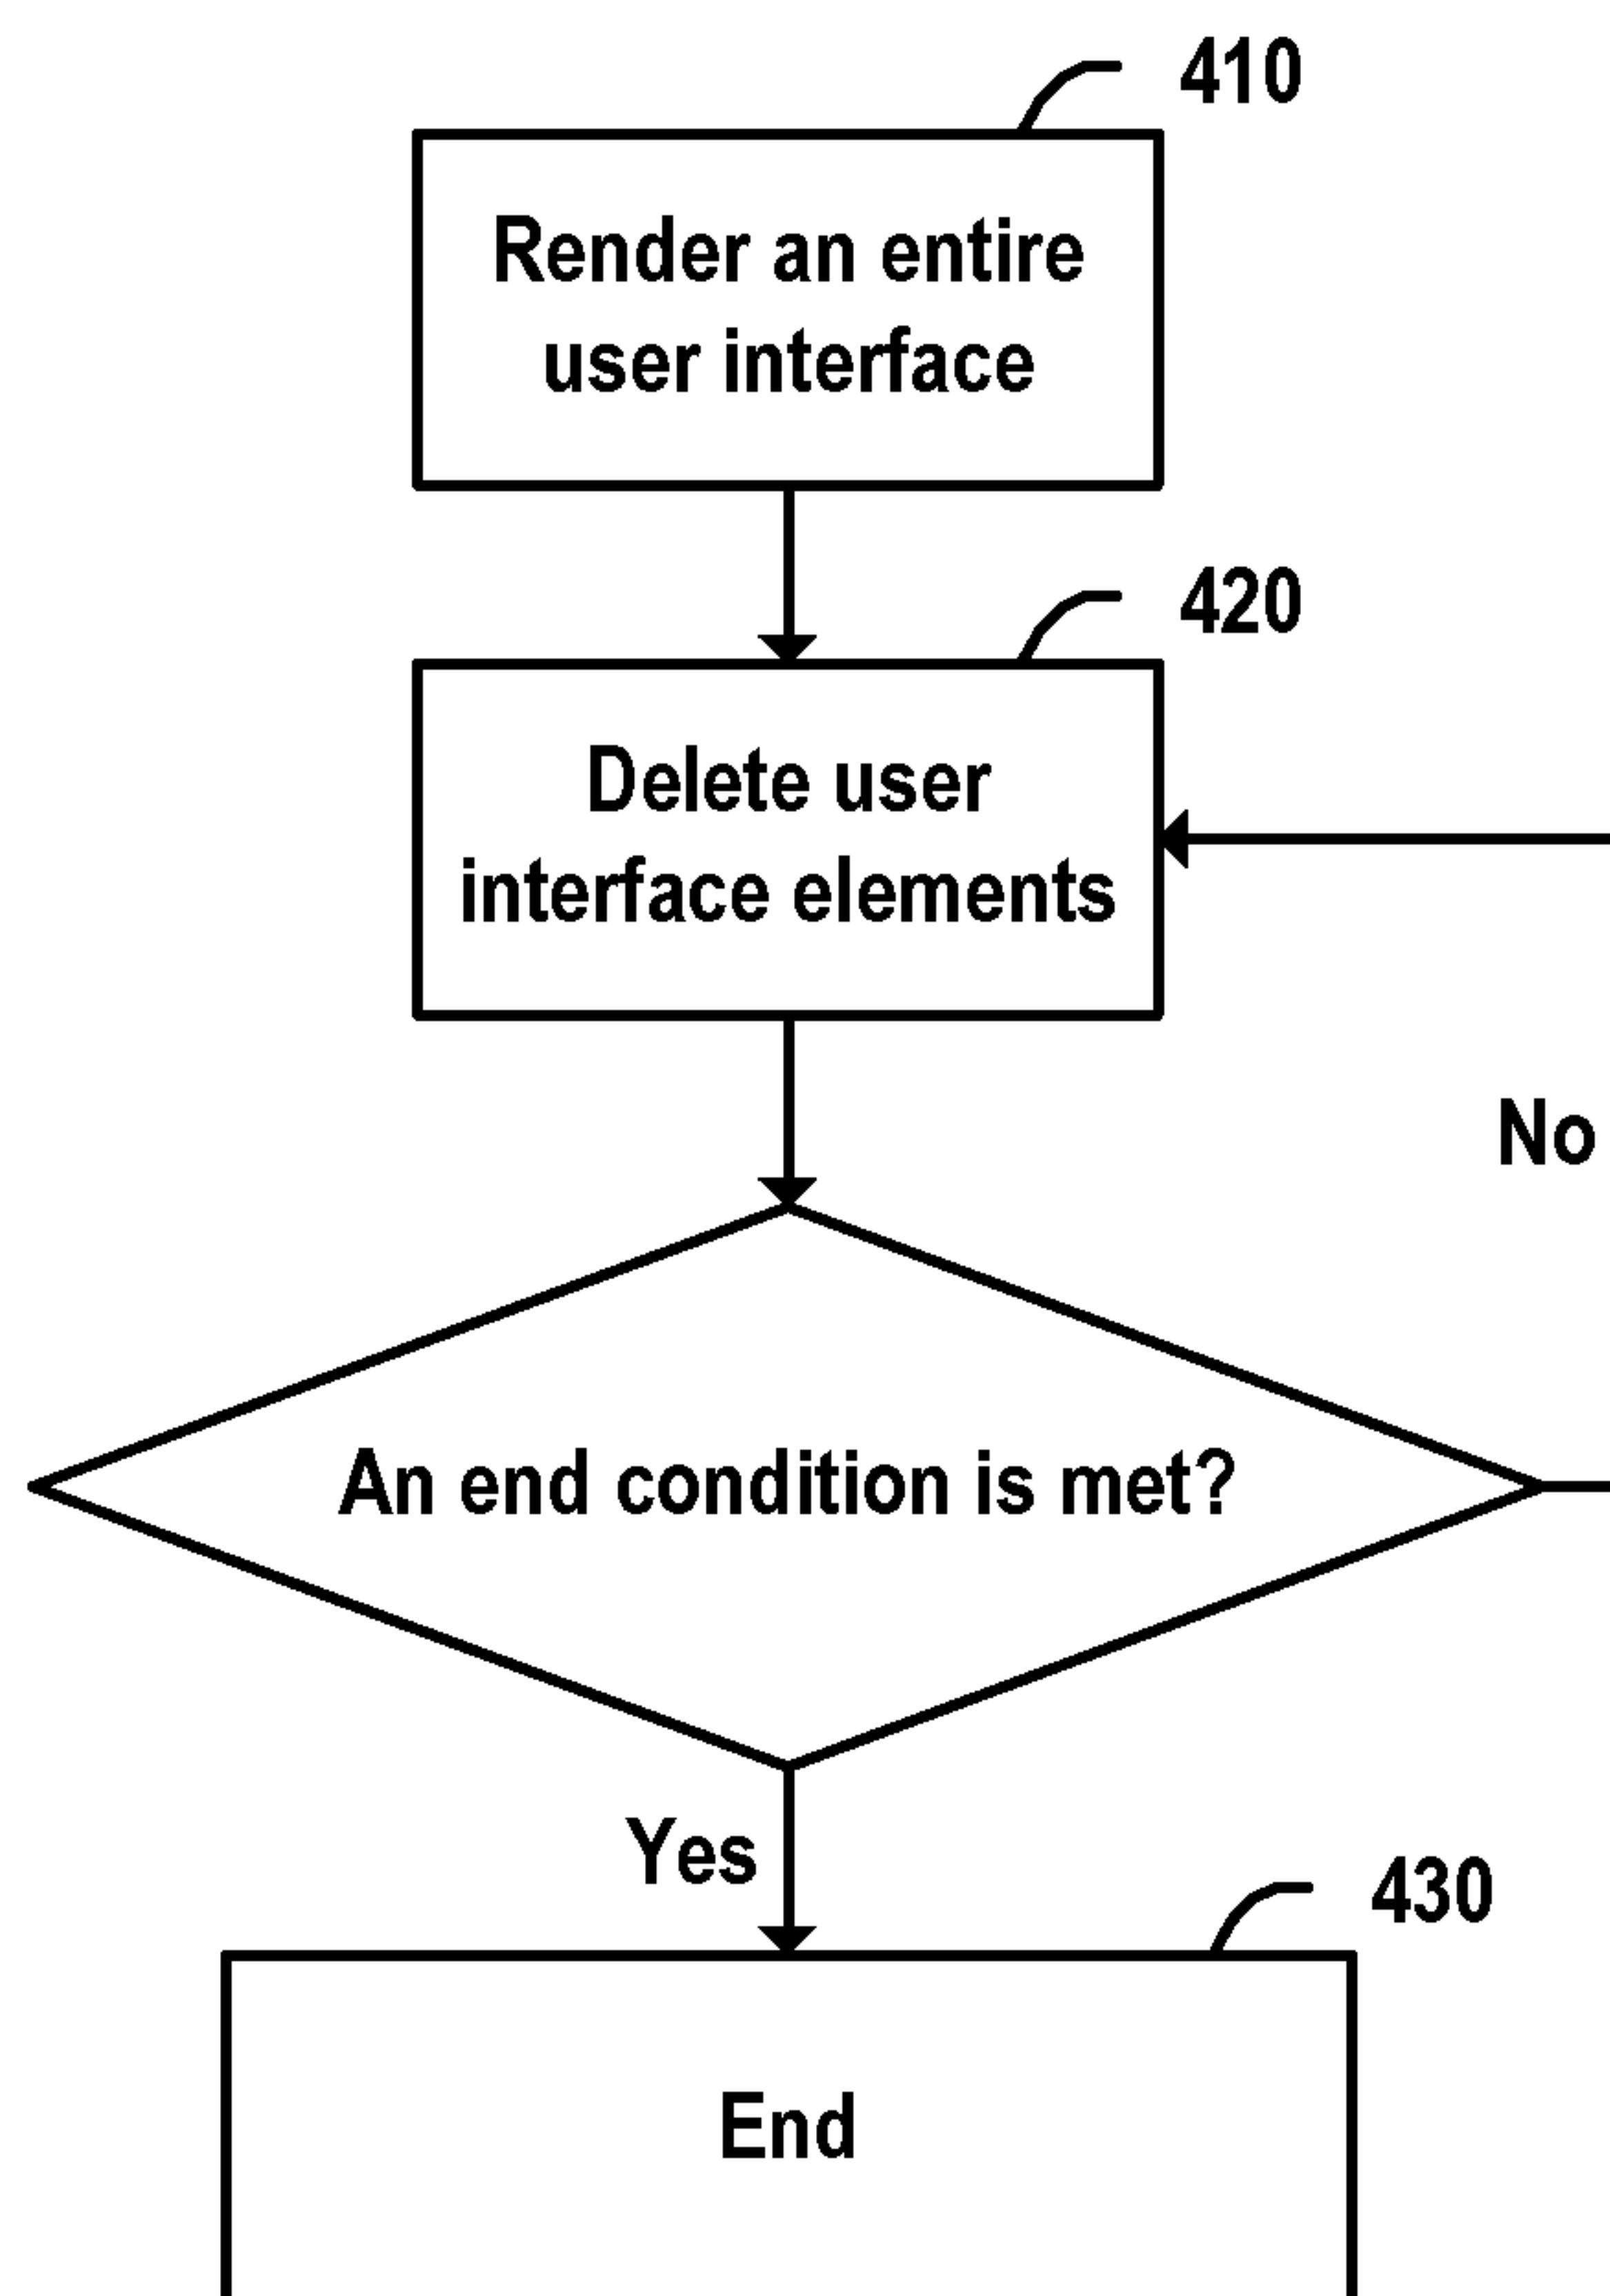 410
Render an entire
user interface
420
Delete user
interface elements
No
An end condition is met?
Yes
430
End